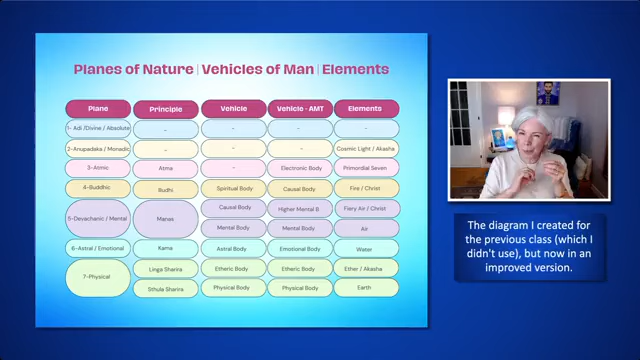 Planes of Nature | Vehicles of Man | Elements
Plane Principle Vehicle Vehicle - AMT Elements
1- Adi /Divine / Absolute - - - -
2-Anupadaka / Monadic - - - Cosmic Light / Akasha
3-Atmic Atma - Electronic Body Primordial Seven
4-Buddhic Budhi Spiritual Body Causal Body Fire / Christ
5-Devachanic / Mental Manas Causal Body Higher Mental B Fiery Air / Christ
Mental Body Mental Body Air
6-Astral / Emotional Kama Astral Body Emotional Body Water
7-Physical Linga Sharira Etheric Body Etheric Body Ether / Akasha
Sthula Sharira Physical Body Physical Body Earth
The diagram I created for
the previous class (which I
didn't use), but now in an
improved version.